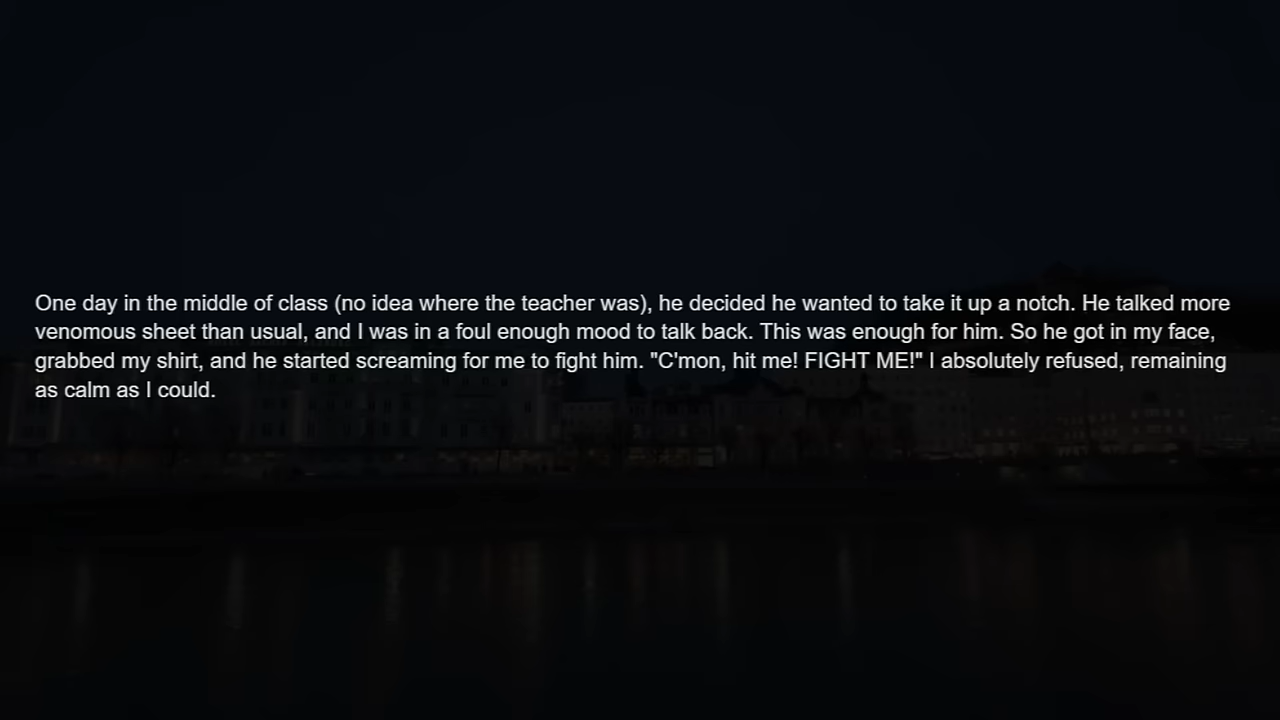 One day in the middle of class (no idea where the teacher was), he decided he wanted to take it up a notch. He talked more
venomous sheet than usual, and I was in a foul enough mood to talk back. This was enough for him. So he got in my face,
grabbed my shirt, and he started screaming for me to fight him. "C'mon, hit me! FIGHT ME!" I absolutely refused, remaining
as calm as I could.